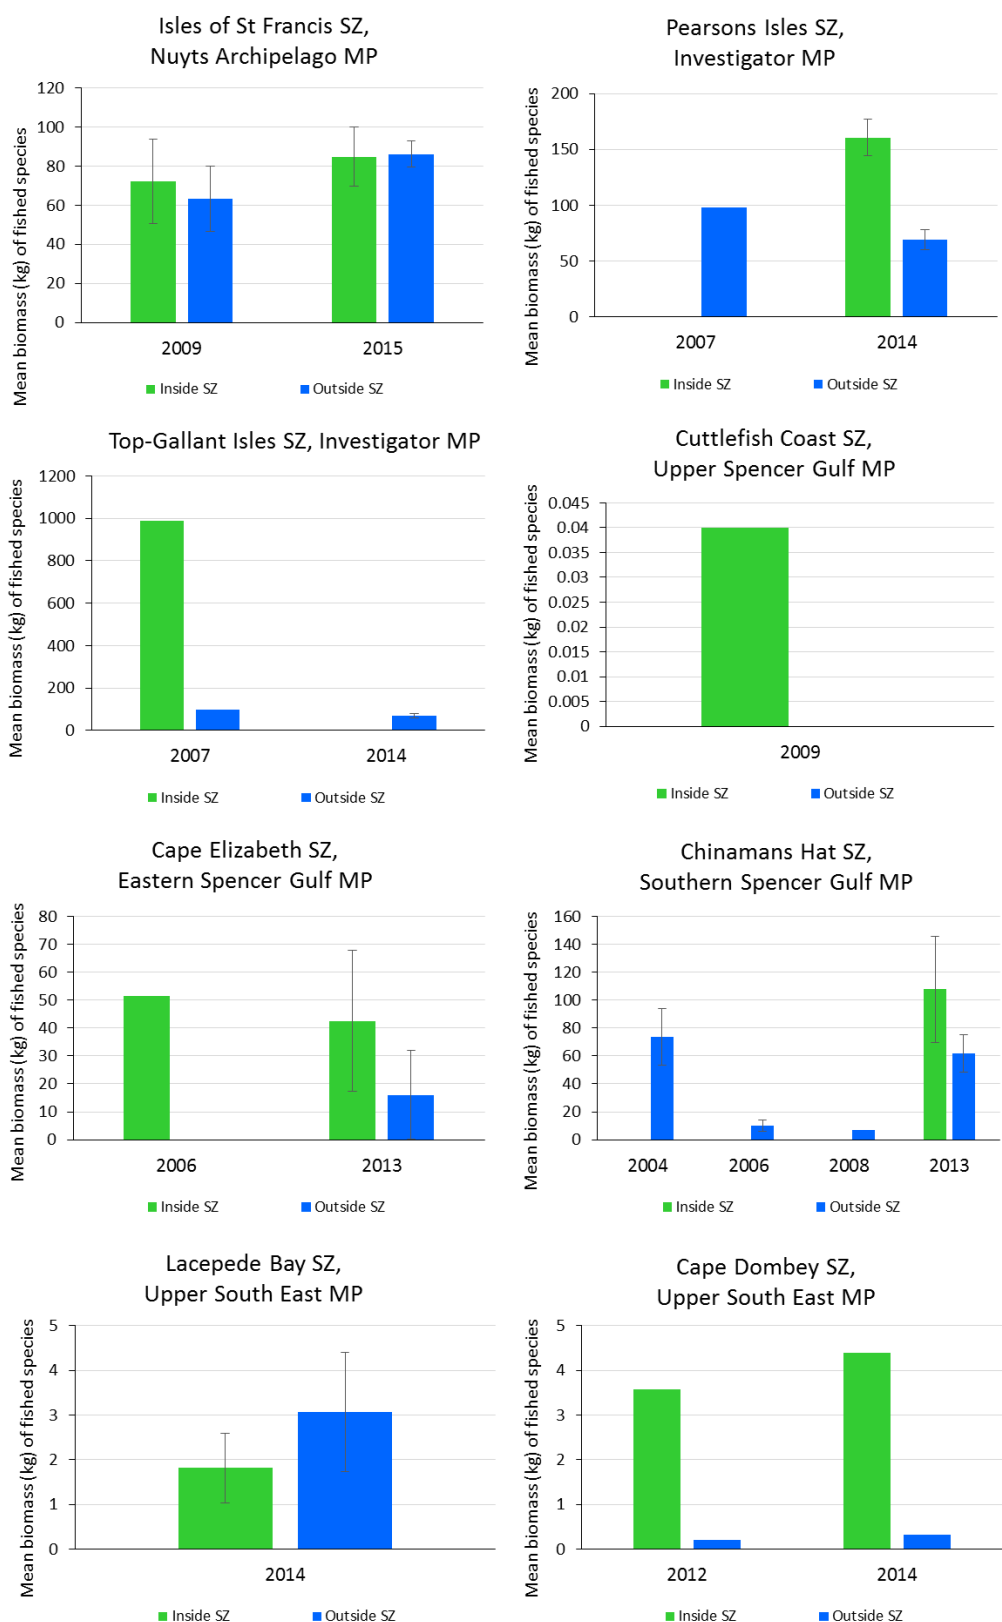 Isles of St Francis SZ,
Nuyts Archipelago MP
Mean biomass (kg) of fished species
120
100
80
60
40
20
0
2009 2015
Inside SZ Outside SZ
Pearsons Isles SZ,
Investigator MP
Mean biomass (kg) of fished species
200
150
100
50
0
2007 2014
Inside SZ Outside SZ
Top-Gallant Isles SZ, Investigator MP
Mean biomass (kg) of fished species
1200
1000
800
600
400
200
0
2007 2014
Inside SZ Outside SZ
Cuttlefish Coast SZ,
Upper Spencer Gulf MP
Mean biomass (kg) of fished species
0.045
0.04
0.035
0.03
0.025
0.02
0.015
0.01
0.005
0
2009
Inside SZ Outside SZ
Cape Elizabeth SZ,
Eastern Spencer Gulf MP
Mean biomass (kg) of fished species
80
70
60
50
40
30
20
10
0
2006 2013
Inside SZ Outside SZ
Chinamans Hat SZ,
Southern Spencer Gulf MP
Mean biomass (kg) of fished species
160
140
120
100
80
60
40
20
0
2004 2006 2008 2013
Inside SZ Outside SZ
Lacepede Bay SZ,
Upper South East MP
Mean biomass (kg) of fished species
5
4
3
2
1
0
2014
Inside SZ Outside SZ
Cape Dombey SZ,
Upper South East MP
Mean biomass (kg) of fished species
5
4
3
2
1
0
2012 2014
Inside SZ Outside SZ